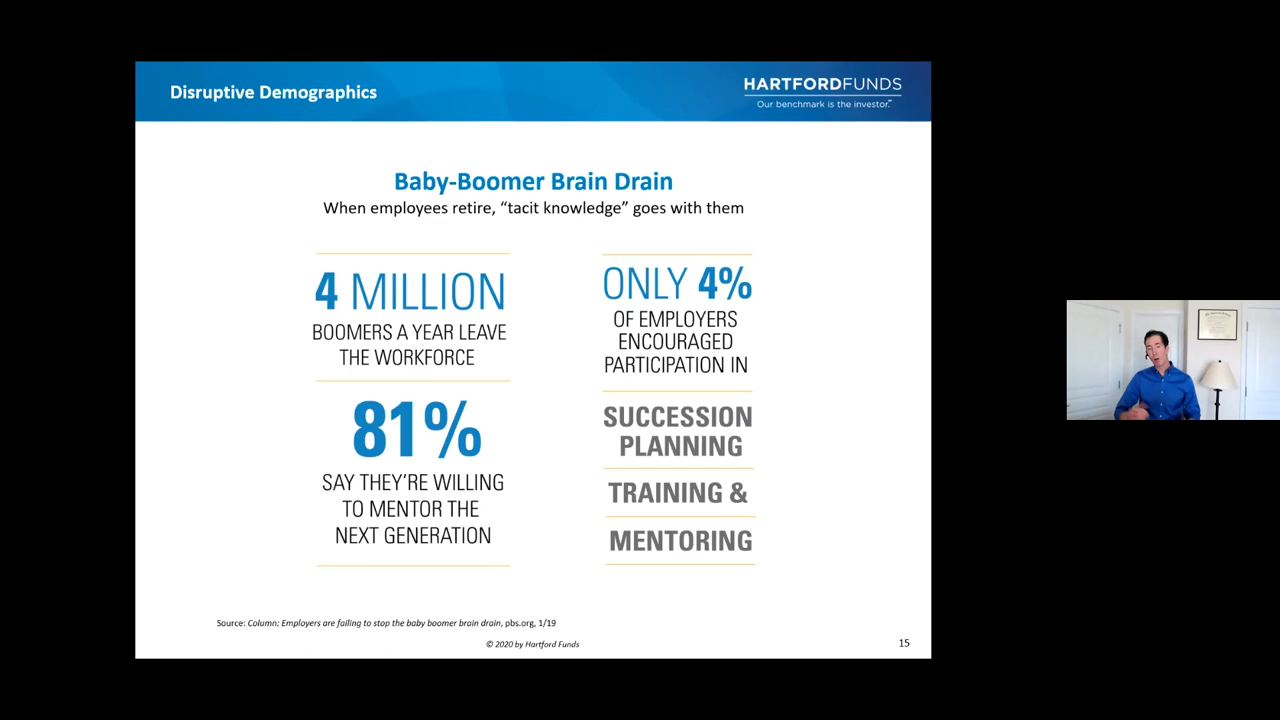 Disruptive Demographics
HARTFORDFUNDS
Our benchmark is the investor.℠
Baby-Boomer Brain Drain
When employees retire, “tacit knowledge” goes with them
4 MILLION
BOOMERS A YEAR LEAVE
THE WORKFORCE
81%
SAY THEY’RE WILLING
TO MENTOR THE
NEXT GENERATION
ONLY 4%
OF EMPLOYERS
ENCOURAGED
PARTICIPATION IN
SUCCESSION
PLANNING
TRAINING &
MENTORING
Source: Column: Employers are failing to stop the baby boomer brain drain, pbs.org, 1/19
© 2020 by Hartford Funds
15